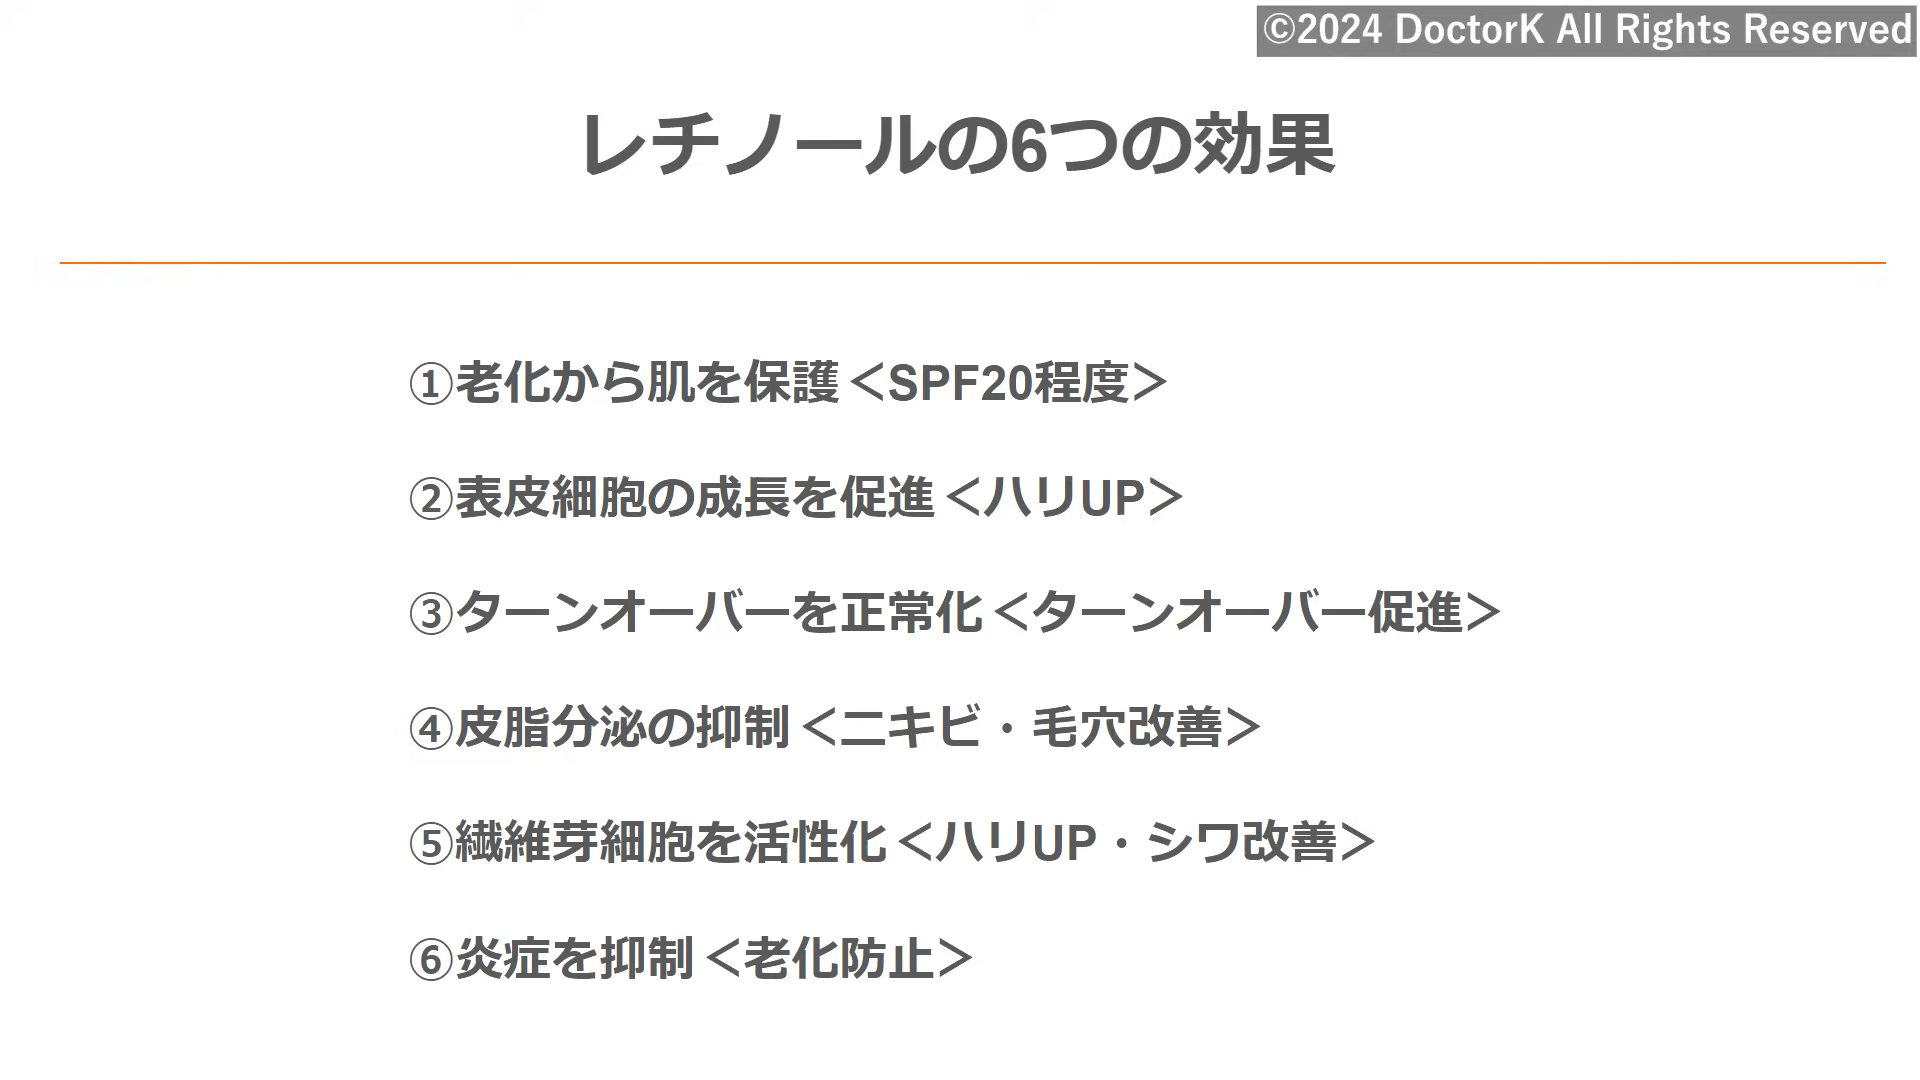 ©2024 DoctorK All Rights Reserved
レチノールの6つの効果
①老化から肌を保護＜SPF20程度＞
②表皮細胞の成長を促進＜ハリUP＞
③ターンオーバーを正常化＜ターンオーバー促進＞
④皮脂分泌の抑制＜ニキビ・毛穴改善＞
⑤繊維芽細胞を活性化＜ハリUP・シワ改善＞
⑥炎症を抑制＜老化防止＞